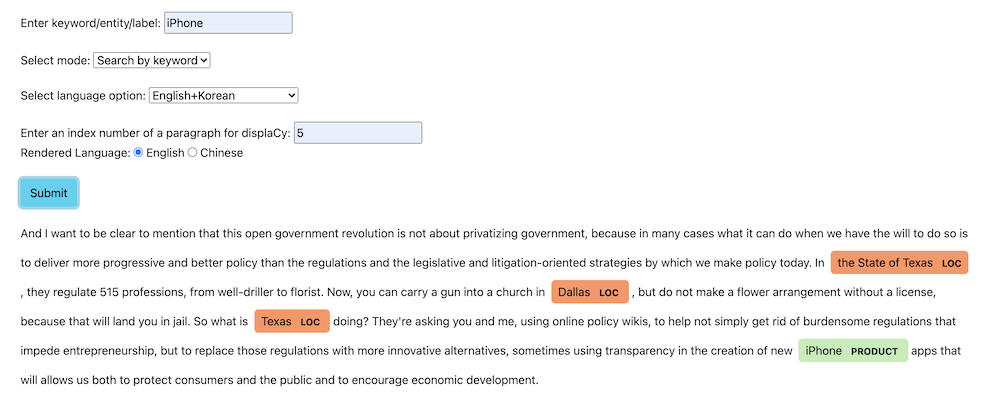 Enter keyword/entity/label: iPhone
Select mode: Search by keyword
Select language option: English+Korean
Enter an index number of a paragraph for displaCy: 5
Rendered Language: English Chinese
Submit
And I want to be clear to mention that this open government revolution is not about privatizing government, because in many cases what it can do when we have the will to do so is
to deliver more progressive and better policy than the regulations and the legislative and litigation-oriented strategies by which we make policy today. In the State of Texas LOC
, they regulate 515 professions, from well-driller to florist. Now, you can carry a gun into a church in Dallas LOC , but do not make a flower arrangement without a license,
because that will land you in jail. So what is Texas LOC doing? They're asking you and me, using online policy wikis, to help not simply get rid of burdensome regulations that
impede entrepreneurship, but to replace those regulations with more innovative alternatives, sometimes using transparency in the creation of new iPhone PRODUCT apps that
will allows us both to protect consumers and the public and to encourage economic development.